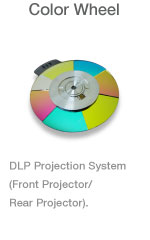 Color Wheel
DLP Projection System
(Front Projector/
Rear Projector).